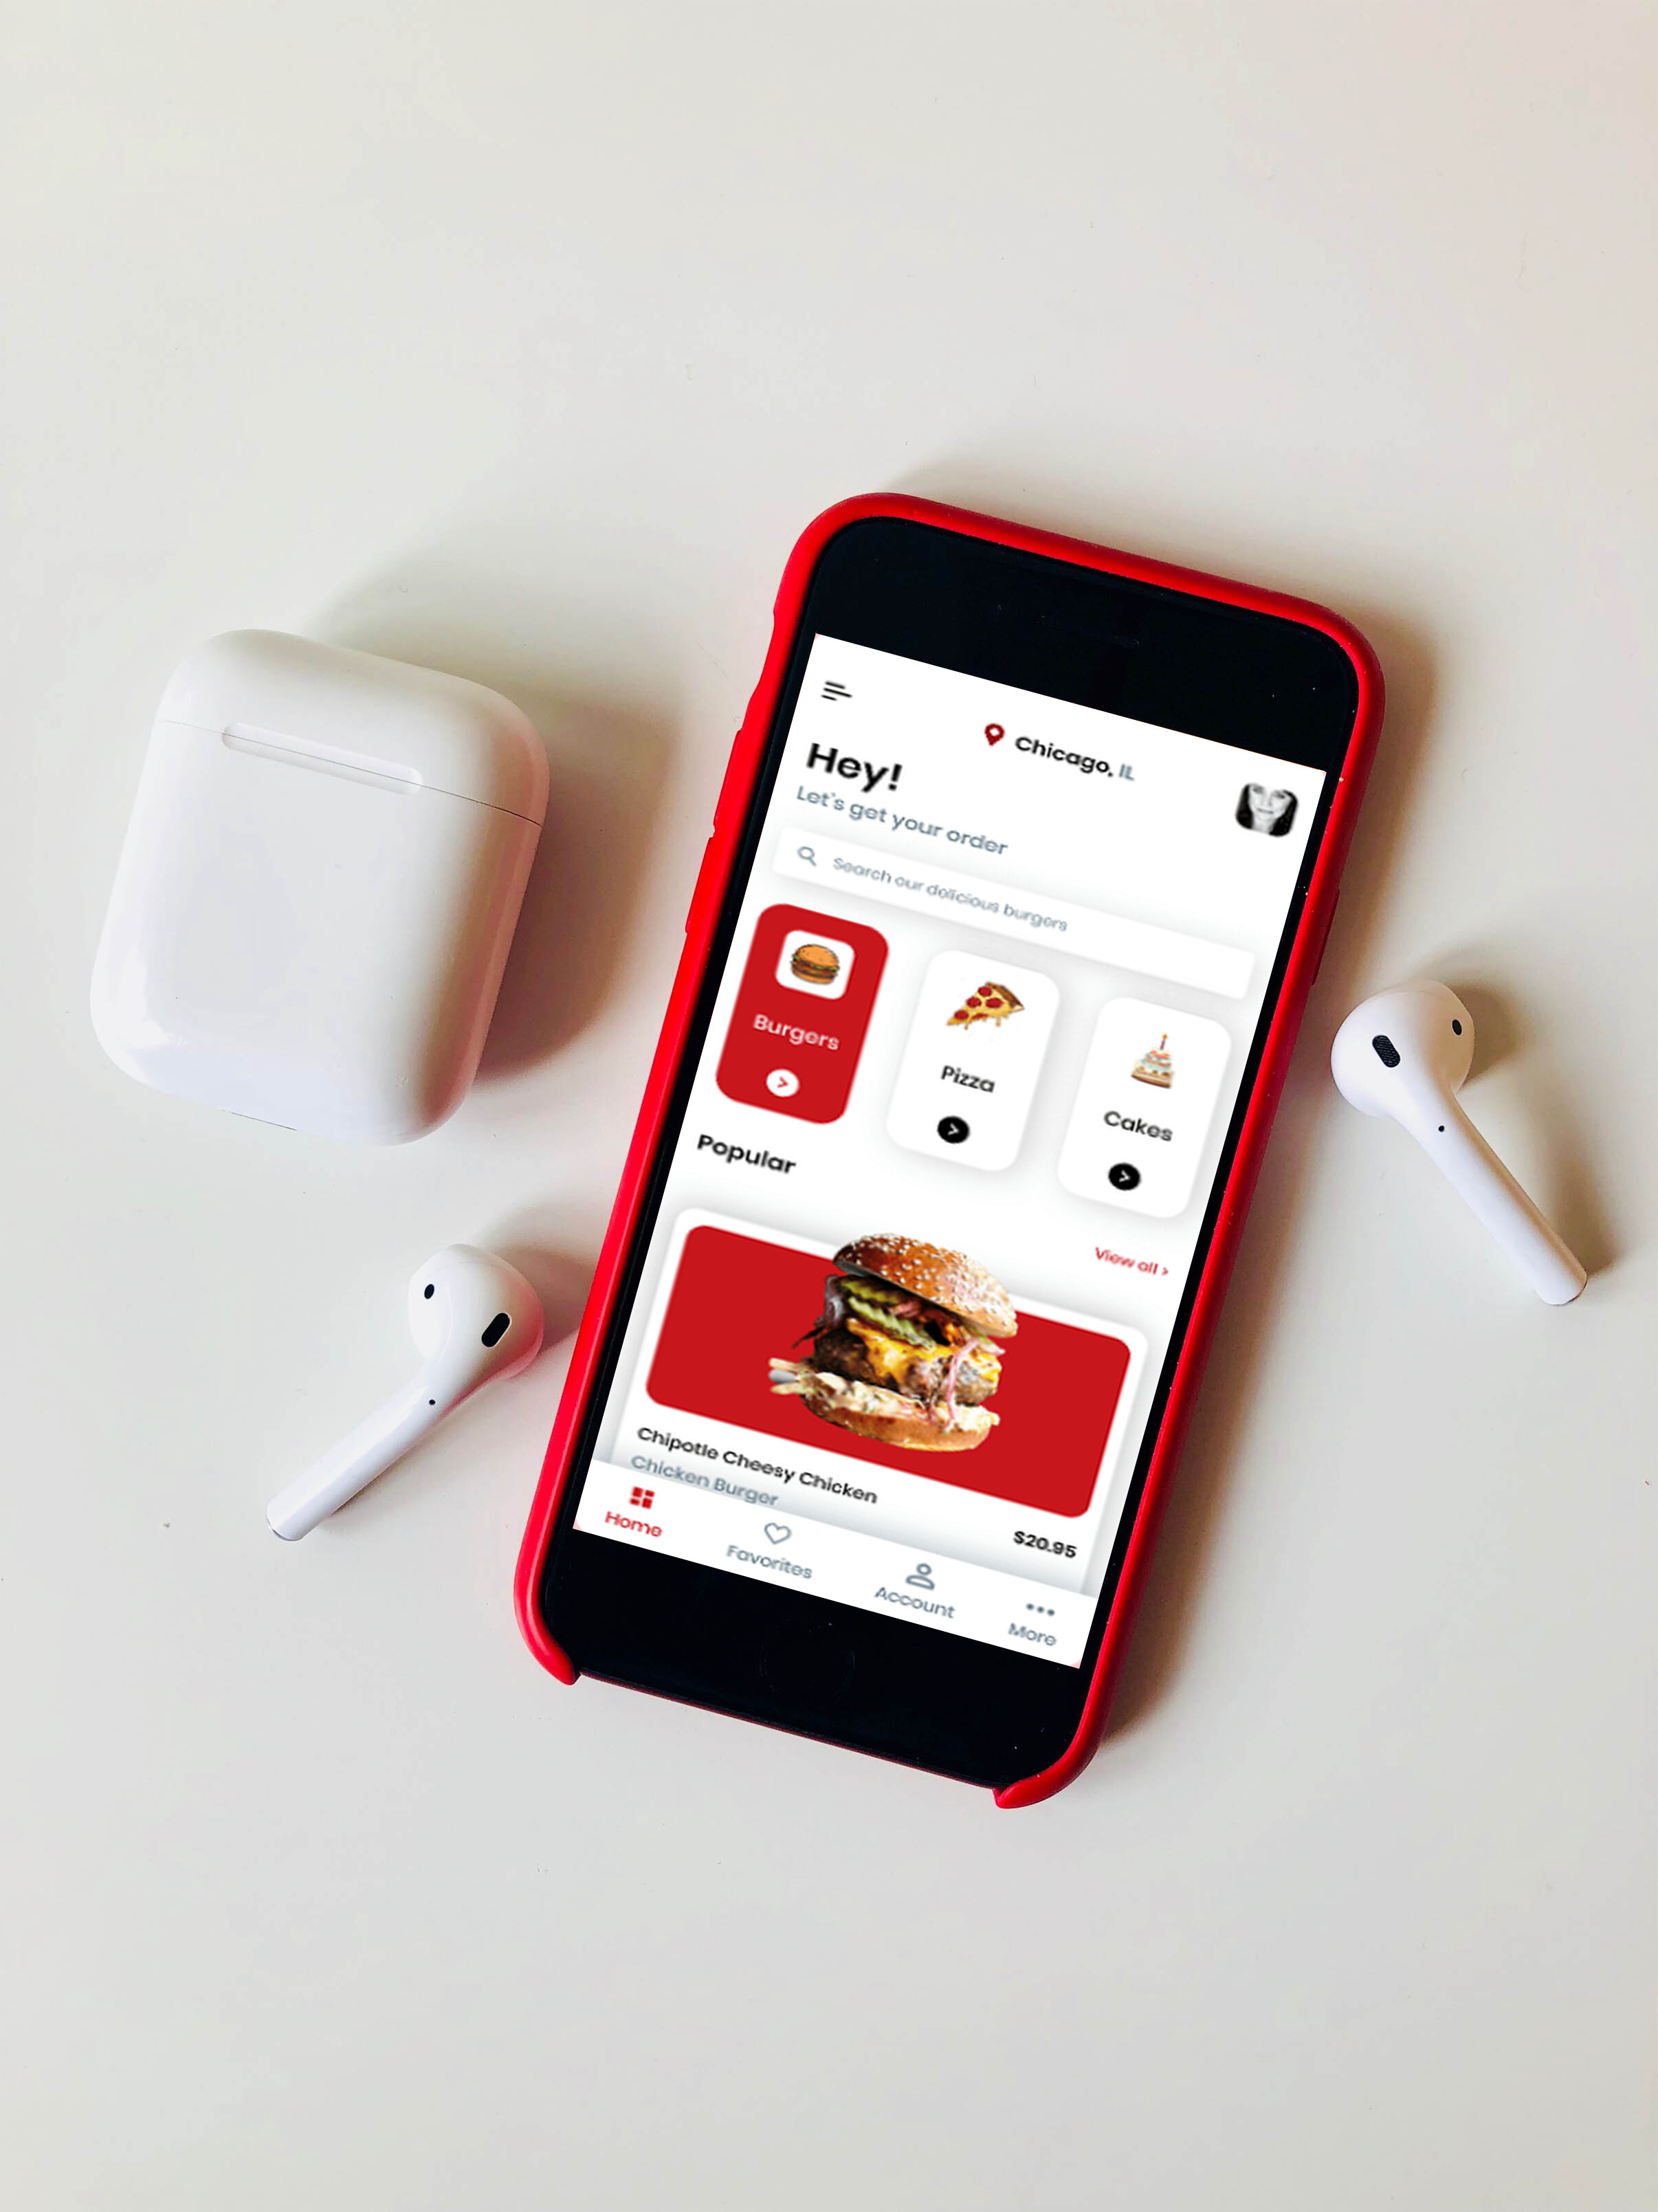 Chicago, IL
Hey!
Let's get your order
Search our delicious burgers
Burgers
Pizza
Cakes
Popular
View all >
Chipotle Cheesy Chicken
Chicken Burger
$20.95
Home
Favorites
Account
More